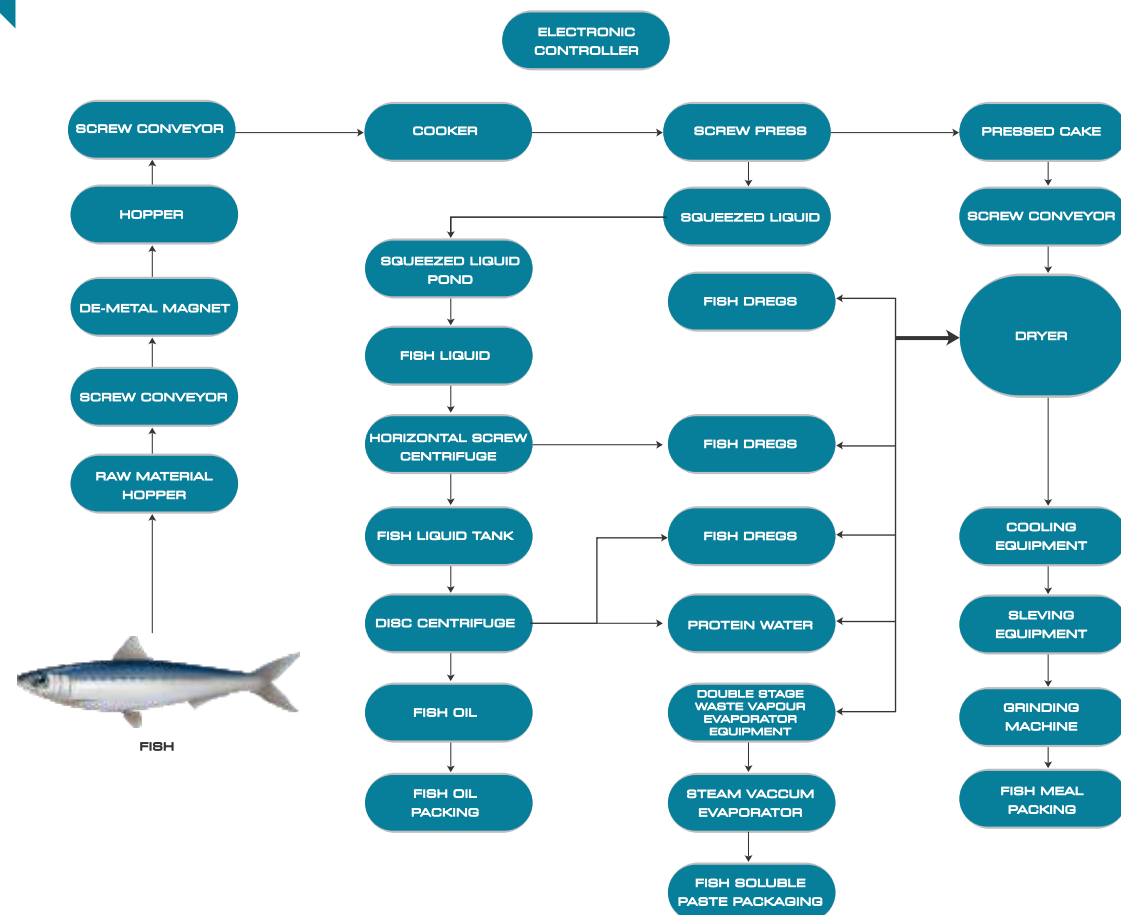 ELECTRONIC
CONTROLLER
SCREW CONVEYOR
COOKER
SCREW PRESS
PRESSED CAKE
HOPPER
SQUEEZED LIQUID
SCREW CONVEYOR
SQUEEZED LIQUID
POND
DE-METAL MAGNET
FISH DREGS
DRYER
FISH LIQUID
SCREW CONVEYOR
HORIZONTAL SCREW
CENTRIFUGE
FISH DREGS
RAW MATERIAL
HOPPER
FISH LIQUID TANK
FISH DREGS
COOLING
EQUIPMENT
DISC CENTRIFUGE
PROTEIN WATER
SLEVING
EQUIPMENT
FISH
FISH OIL
DOUBLE STAGE
WASTE VAPOUR
EVAPORATOR
EQUIPMENT
GRINDING
MACHINE
FISH OIL
PACKING
STEAM VACCUM
EVAPORATOR
FISH MEAL
PACKING
FISH SOLUBLE
PASTE PACKAGING